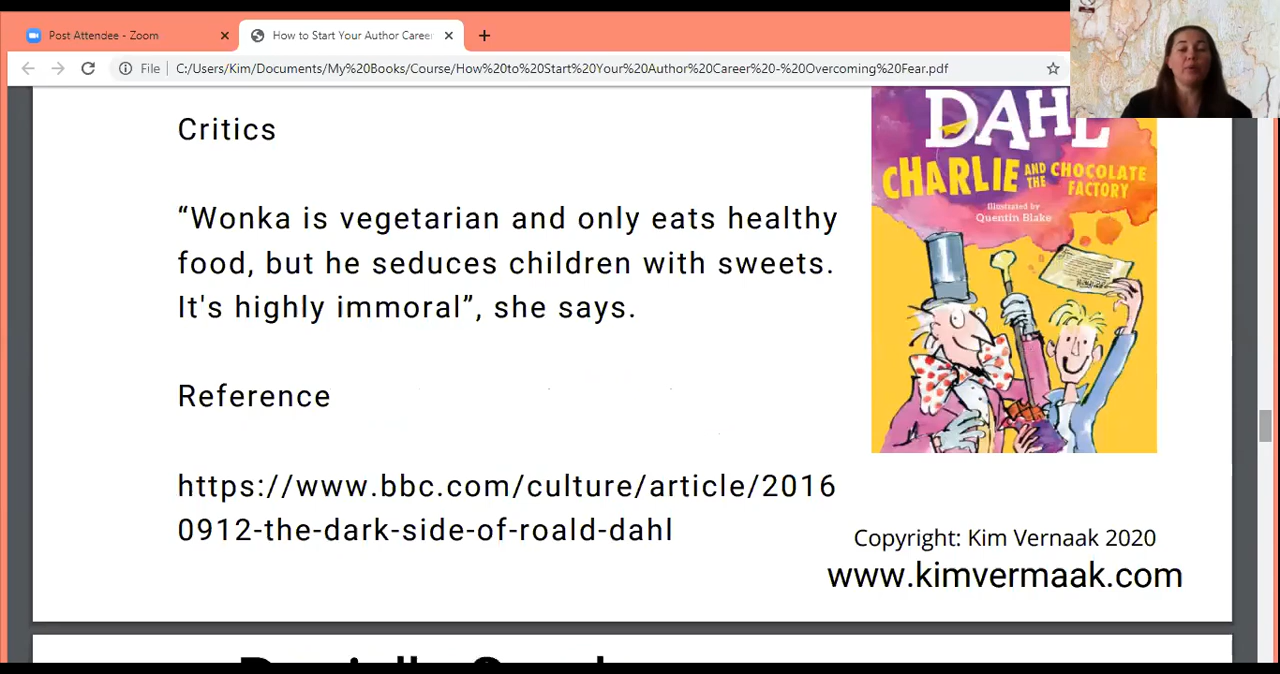 Post Attendee - Zoom
How to Start Your Author Career
File
C:/Users/Kim/Documents/My%20Books/Course/How%20to%20Start%20Your%20Author%20Career%20-%20Overcoming%20Fear.pdf
Critics
“Wonka is vegetarian and only eats healthy
food, but he seduces children with sweets.
It's highly immoral”, she says.
Reference
https://www.bbc.com/culture/article/2016
0912-the-dark-side-of-roald-dahl
DAHL
CHARLIE AND THE CHOCOLATE
FACTORY
Illustrated by
Quentin Blake
Copyright: Kim Vernaak 2020
www.kimvermaak.com